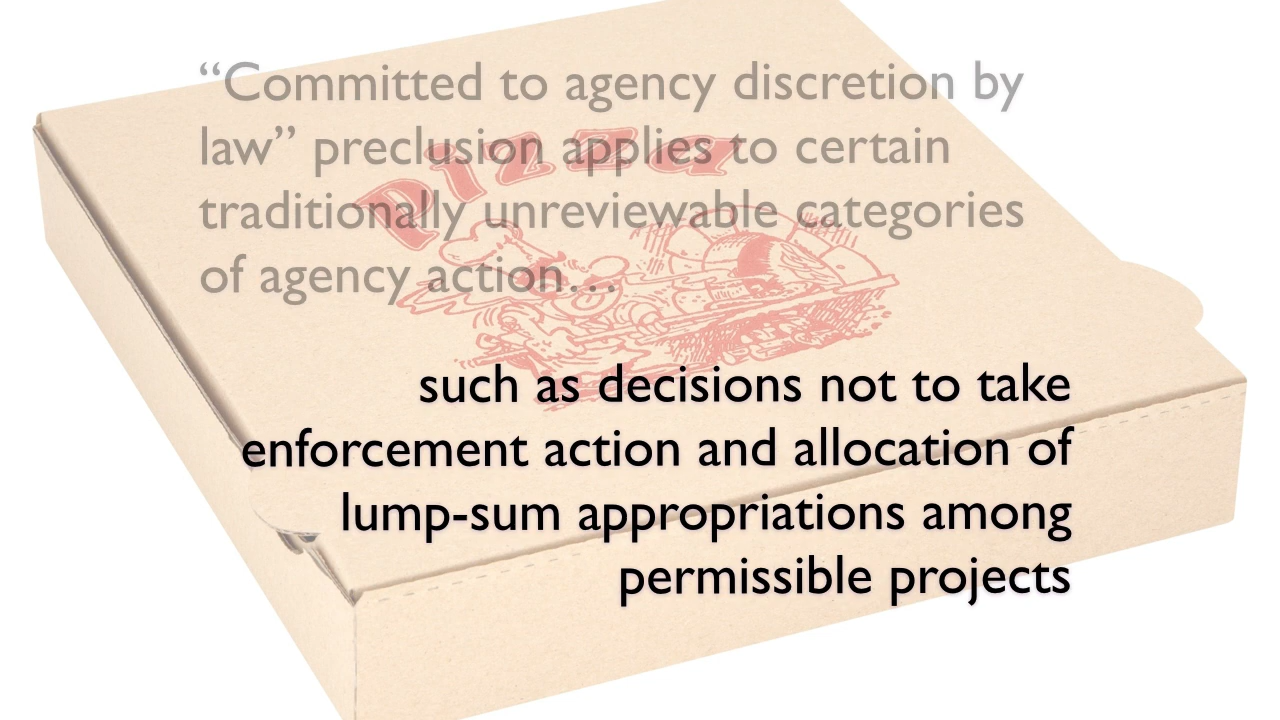 “Committed to agency discretion by
law” preclusion applies to certain
pizza
traditionally unreviewable categories
of agency action…
such as decisions not to take
enforcement action and allocation of
lump-sum appropriations among
permissible projects